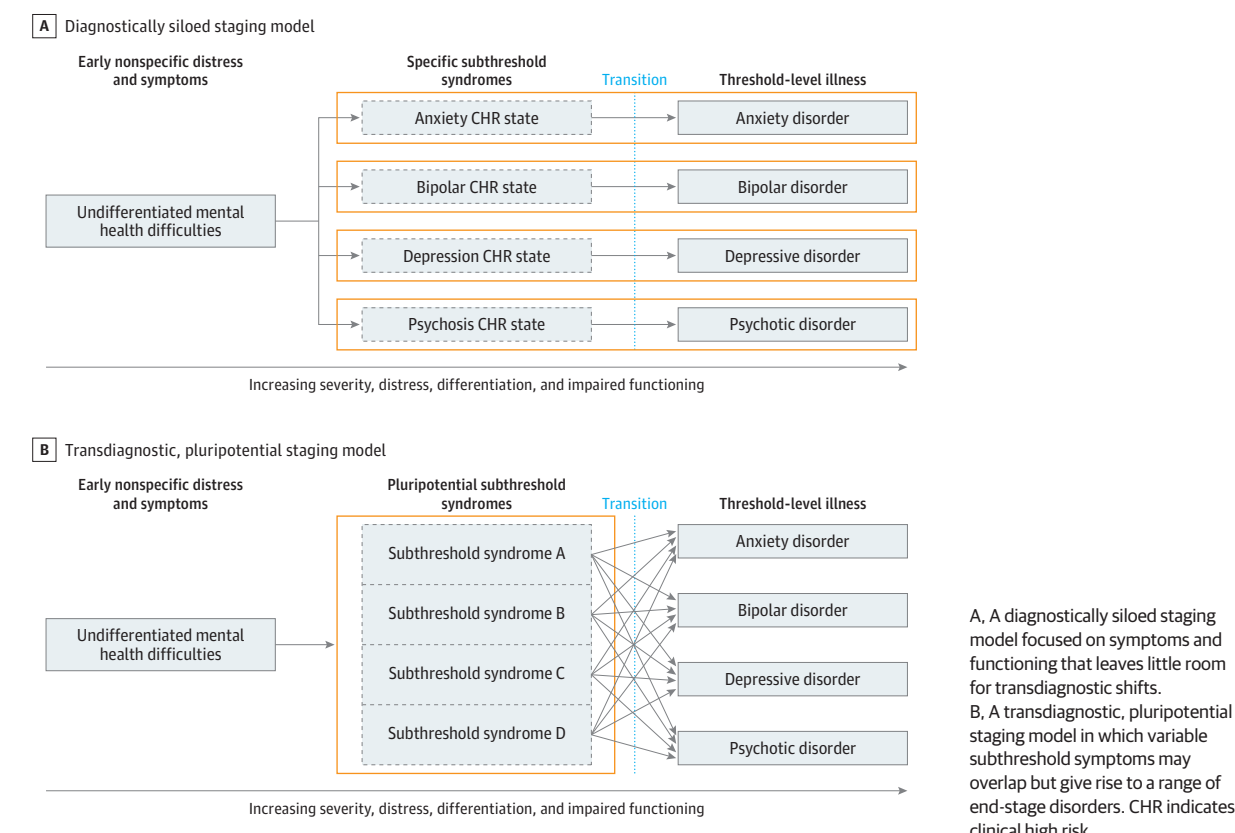 A Diagnostically siloed staging model
Early nonspecific distress
and symptoms
Specific subthreshold
syndromes
Transition
Threshold-level illness
Undifferentiated mental
health difficulties
Anxiety CHR state
Anxiety disorder
Bipolar CHR state
Bipolar disorder
Depression CHR state
Depressive disorder
Psychosis CHR state
Psychotic disorder
Increasing severity, distress, differentiation, and impaired functioning
B Transdiagnostic, pluripotential staging model
Early nonspecific distress
and symptoms
Pluripotential subthreshold
syndromes
Transition
Threshold-level illness
Undifferentiated mental
health difficulties
Subthreshold syndrome A
Subthreshold syndrome B
Subthreshold syndrome C
Subthreshold syndrome D
Anxiety disorder
Bipolar disorder
Depressive disorder
Psychotic disorder
Increasing severity, distress, differentiation, and impaired functioning
A, A diagnostically siloed staging
model focused on symptoms and
functioning that leaves little room
for transdiagnostic shifts.
B, A transdiagnostic, pluripotential
staging model in which variable
subthreshold symptoms may
overlap but give rise to a range of
end-stage disorders. CHR indicates
clinical high risk